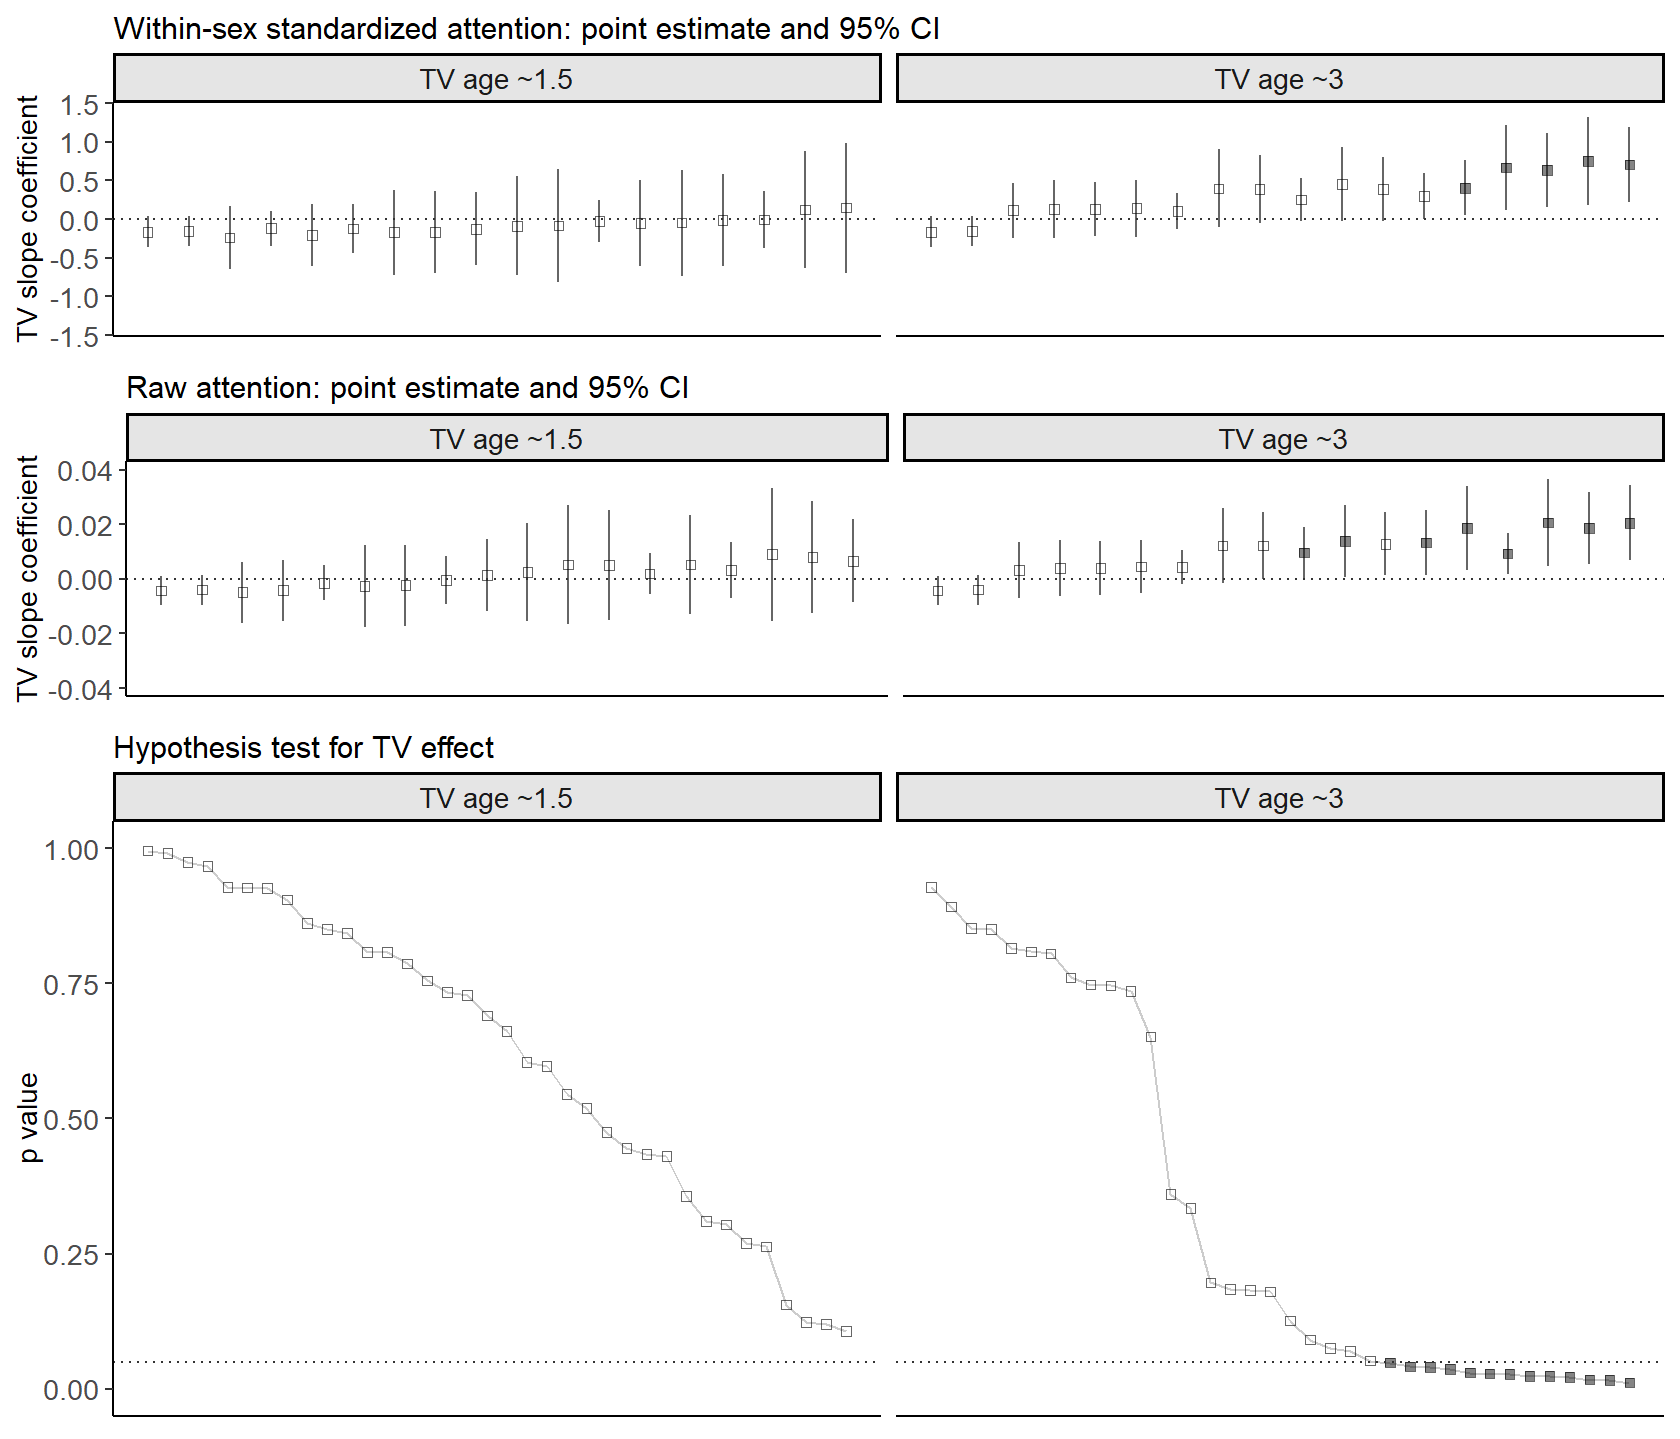 Within-sex standardized attention: point estimate and 95% CI
TV age ~1.5
TV age ~3
TV slope coefficient
1.5
1.0
0.5
0.0
-0.5
-1.0
-1.5
Raw attention: point estimate and 95% CI
TV age ~1.5
TV age ~3
TV slope coefficient
0.04
0.02
0.00
-0.02
-0.04
Hypothesis test for TV effect
TV age ~1.5
TV age ~3
p value
1.00
0.75
0.50
0.25
0.00